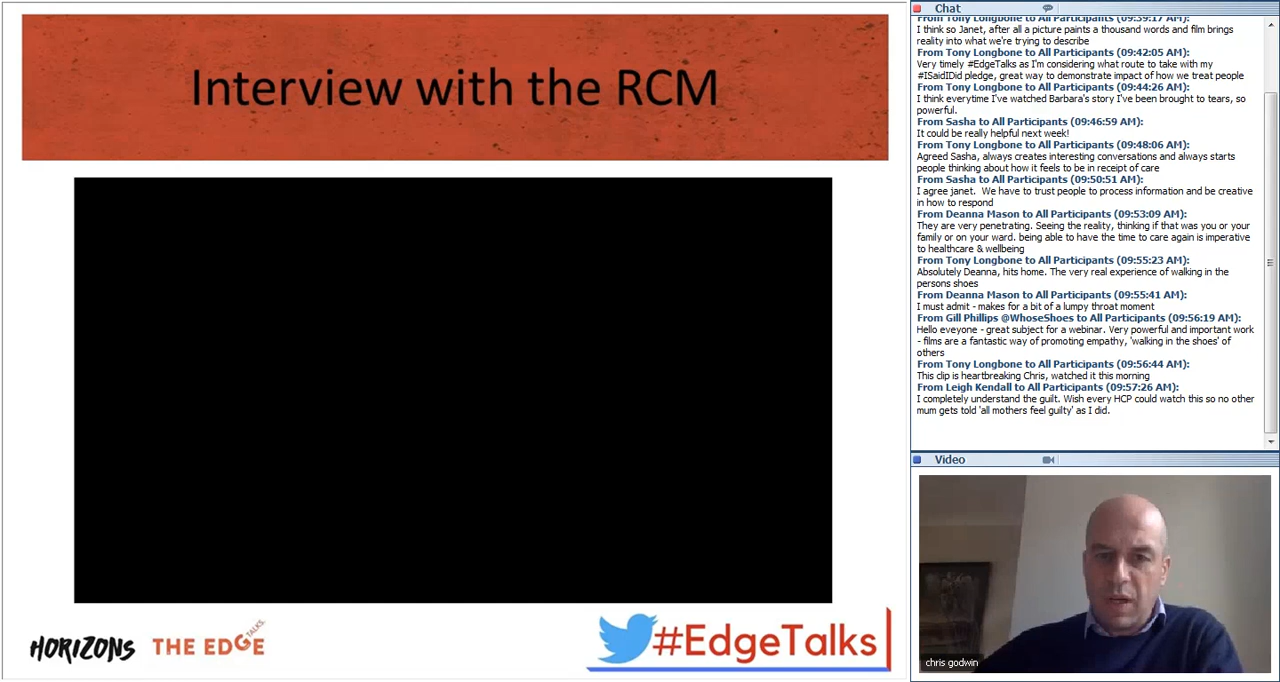 Interview with the RCM
HORIZONS
THE EDGE
TALKS
#EdgeTalks
Chat
From Tony Longbone to All Participants (09:39:17 AM):
I think so Janet, after all a picture paints a thousand words and film brings
reality into what we're trying to describe
From Tony Longbone to All Participants (09:42:05 AM):
Very timely #EdgeTalks as I'm considering what route to take with my
#ISaidIDid pledge, great way to demonstrate impact of how we treat people
From Tony Longbone to All Participants (09:44:26 AM):
I think everytime I've watched Barbara's story I've been brought to tears, so
powerful.
From Sasha to All Participants (09:46:59 AM):
It could be really helpful next week!
From Tony Longbone to All Participants (09:48:06 AM):
Agreed Sasha, always creates interesting conversations and always starts
people thinking about how it feels to be in receipt of care
From Sasha to All Participants (09:50:51 AM):
I agree janet. We have to trust people to process information and be creative
in how to respond
From Deanna Mason to All Participants (09:53:09 AM):
They are very penetrating. Seeing the reality, thinking if that was you or your
family or on your ward. being able to have the time to care again is imperative
to healthcare & wellbeing
From Tony Longbone to All Participants (09:55:23 AM):
Absolutely Deanna, hits home. The very real experience of walking in the
persons shoes
From Deanna Mason to All Participants (09:55:41 AM):
I must admit - makes for a bit of a lumpy throat moment
From Gill Phillips @WhoseShoes to All Participants (09:56:19 AM):
Hello eveyone - great subject for a webinar. Very powerful and important work
- films are a fantastic way of promoting empathy, 'walking in the shoes' of
others
From Tony Longbone to All Participants (09:56:44 AM):
This clip is heartbreaking Chris, watched it this morning
From Leigh Kendall to All Participants (09:57:26 AM):
I completely understand the guilt. Wish every HCP could watch this so no other
mum gets told 'all mothers feel guilty' as I did.
Video
chris godwin